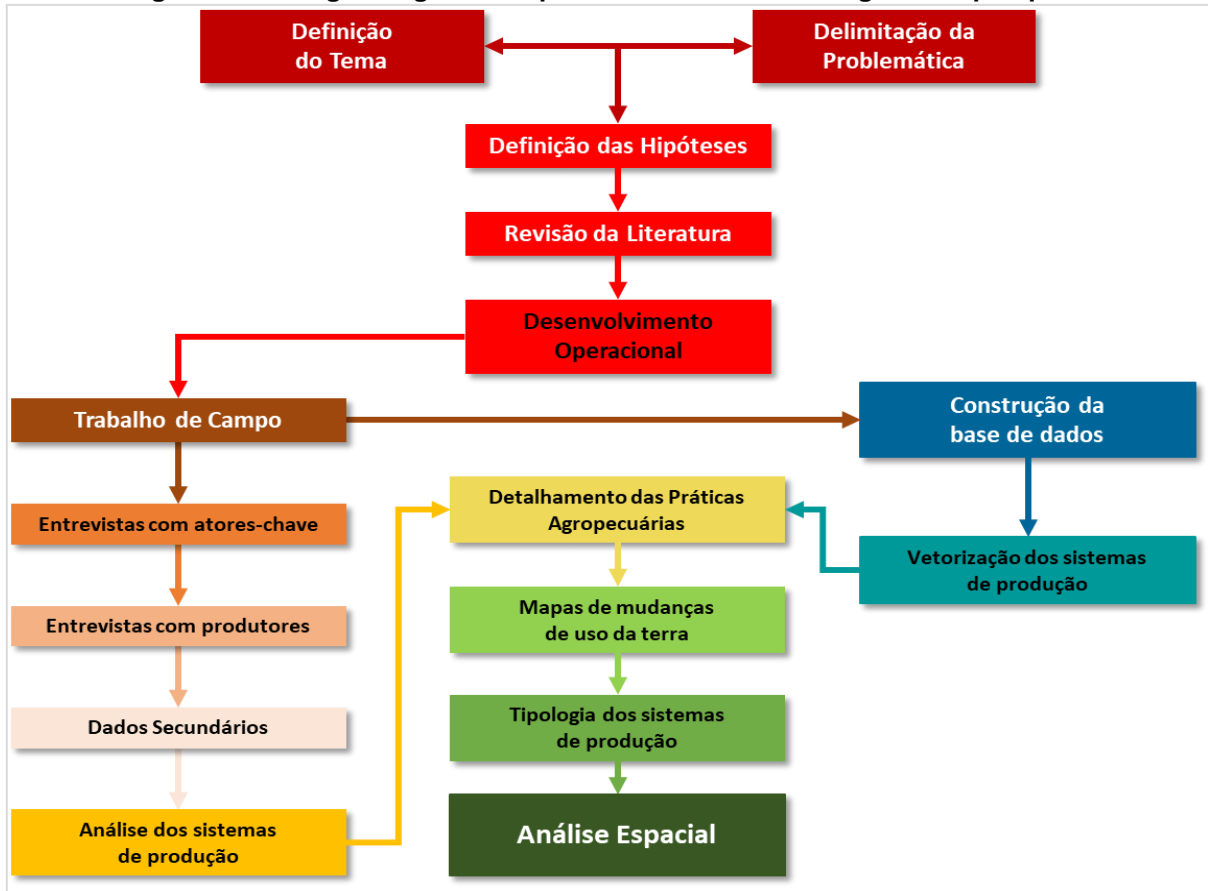 Definição
do Tema
Delimitação da
Problemática
Definição das Hipóteses
Revisão da Literatura
Desenvolvimento
Operacional
Trabalho de Campo
Construção da
base de dados
Entrevistas com atores-chave
Detalhamento das Práticas
Agropecuárias
Vetorização dos sistemas
de produção
Entrevistas com produtores
Mapas de mudanças
de uso da terra
Dados Secundários
Tipologia dos sistemas
de produção
Análise dos sistemas
de produção
Análise Espacial